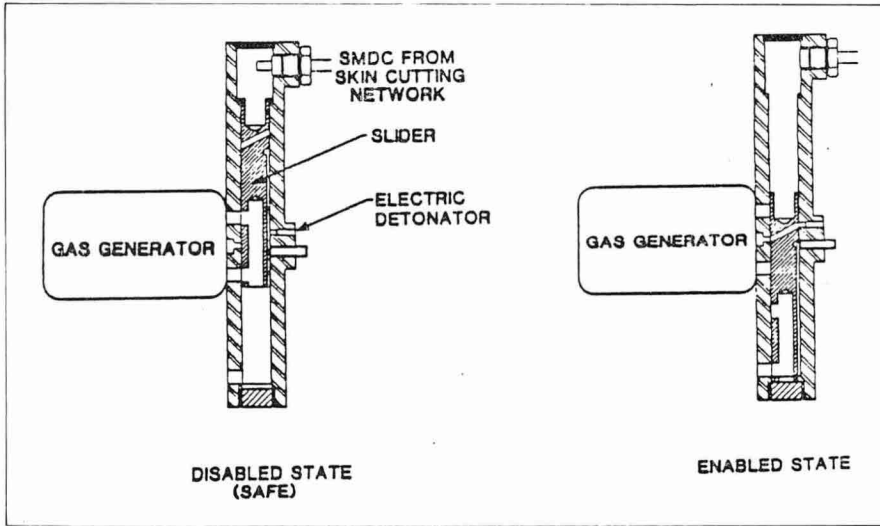 SMDC FROM
SKIN CUTTING
NETWORK
SLIDER
ELECTRIC
DETONATOR
GAS GENERATOR
GAS GENERATOR
DISABLED STATE
(SAFE)
ENABLED STATE